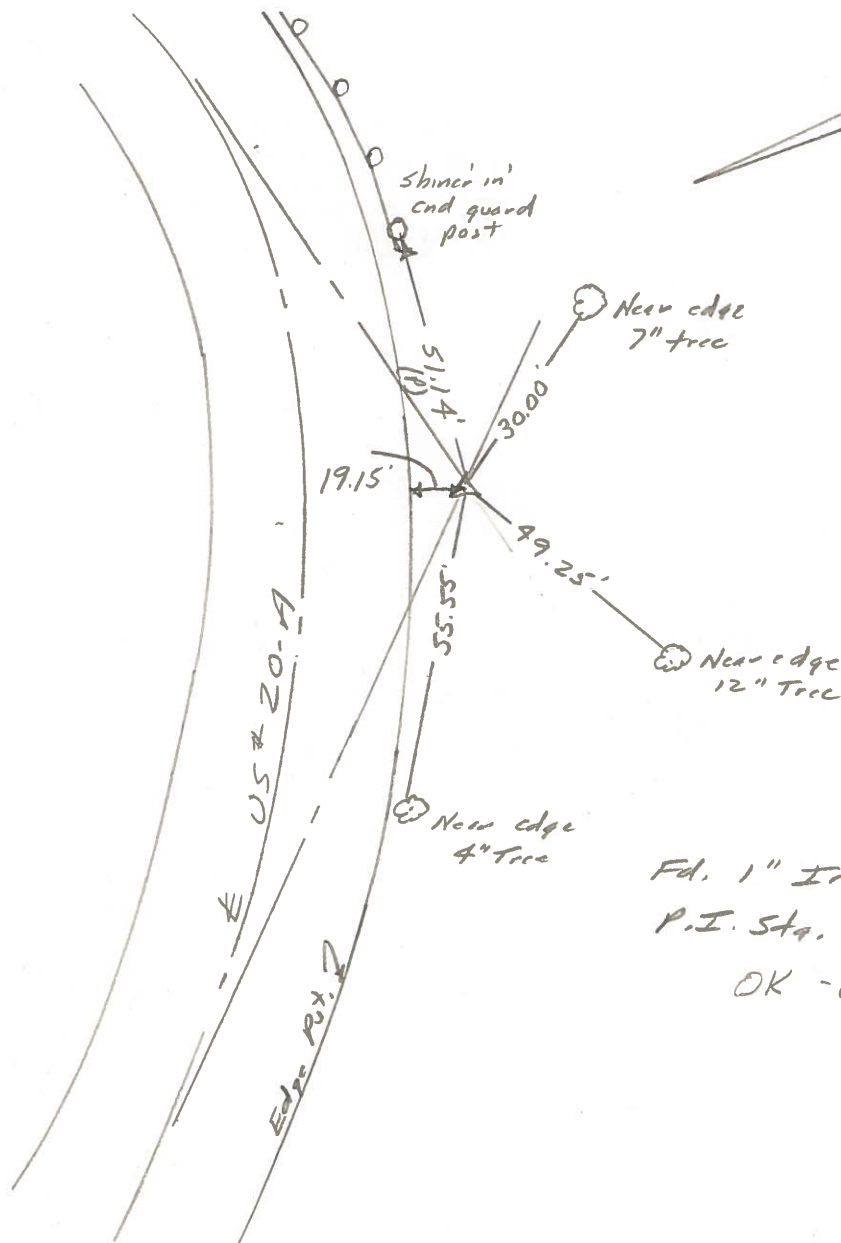 shiner in
end guard
post
Near edge
7" tree
51.14'
(P)
30.00'
19.15'
49.25'
55.55'
Near edge
12" Tree
US # 20-A
Near edge
4" Tree
Fd. 1"
P.I. Sta.
OK -
Edge Pvt.